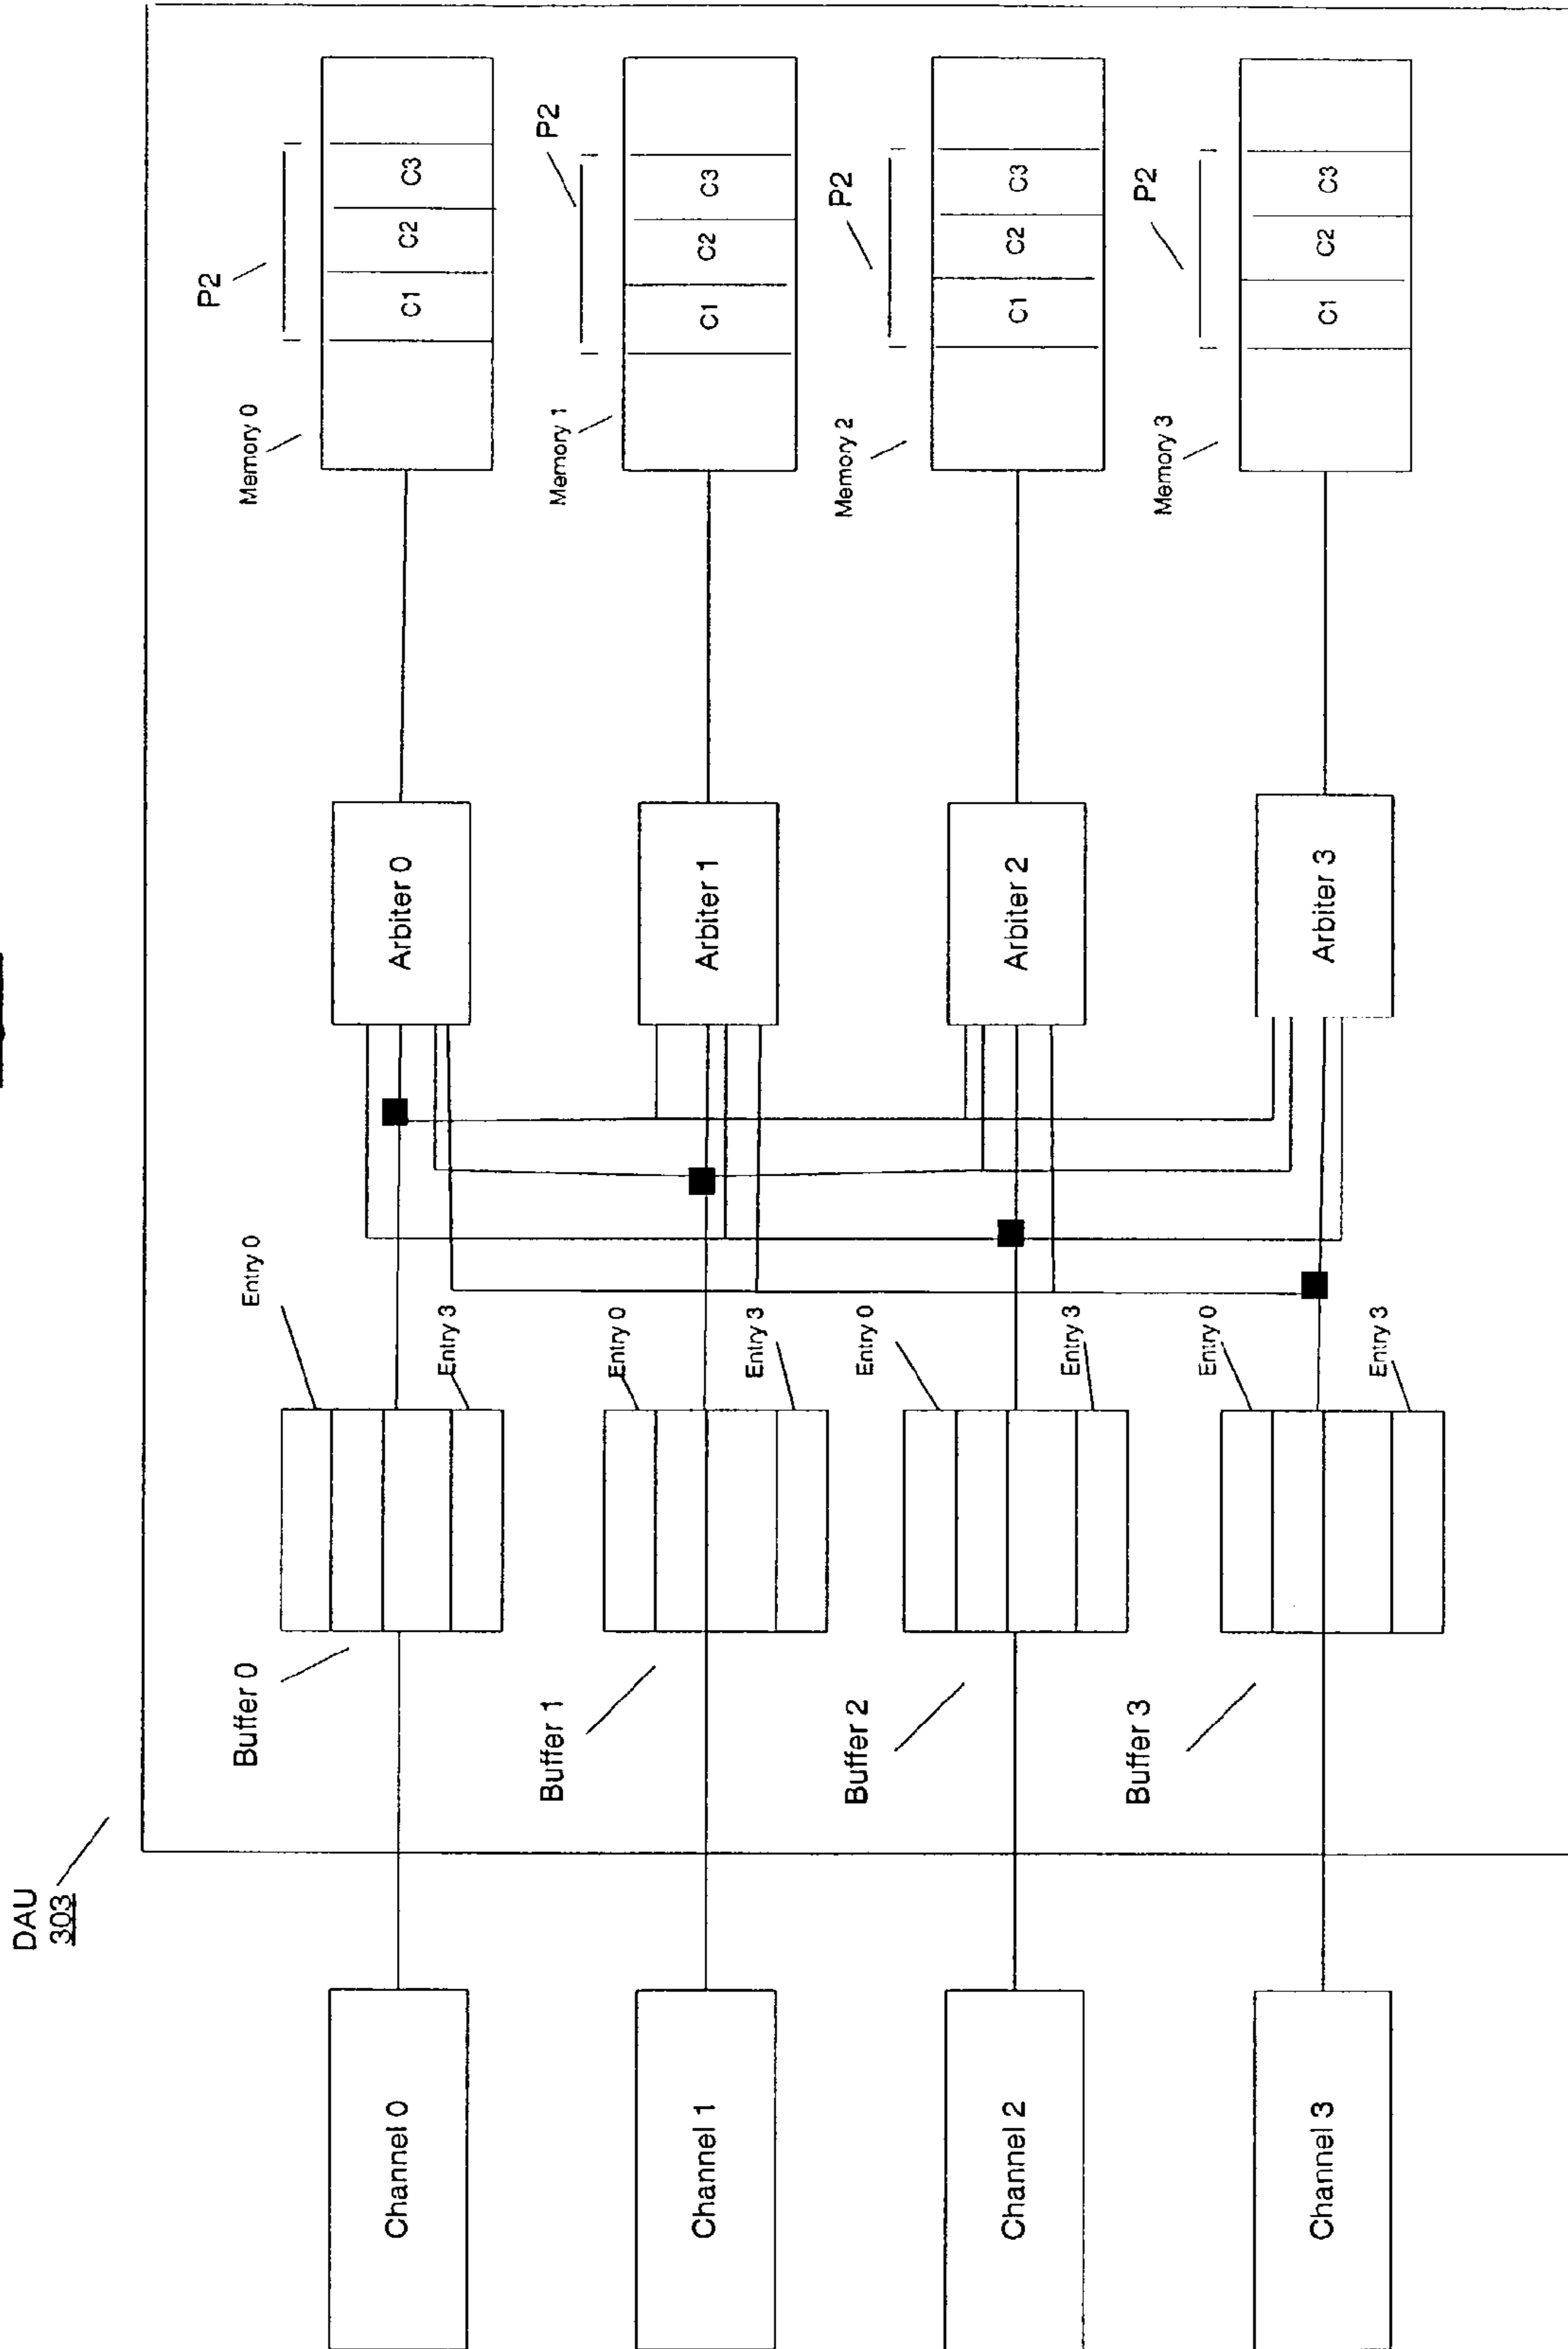 DAU
303
Channel 0
Channel 1
Channel 2
Channel 3
Buffer 0
Buffer 1
Buffer 2
Buffer 3
Entry 0
Entry 3
Entry 0
Entry 3
Entry 0
Entry 3
Entry 0
Entry 3
Arbiter 0
Arbiter 1
Arbiter 2
Arbiter 3
Memory 0
Memory 1
Memory 2
Memory 3
P2
C1 C2 C3
P2
C1 C2 C3
P2
C1 C2 C3
P2
C1 C2 C3